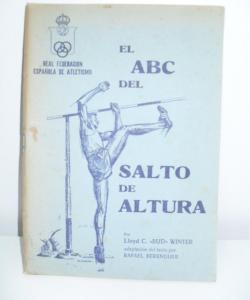 REAL FEDERACION
ESPAÑOLA DE ATLETISMO
EL
ABC
DEL
SALTO
DE
ALTURA
Por
Lloyd C. «BUD» WINTER
adaptación del texto por
RAFAEL BERENGUER